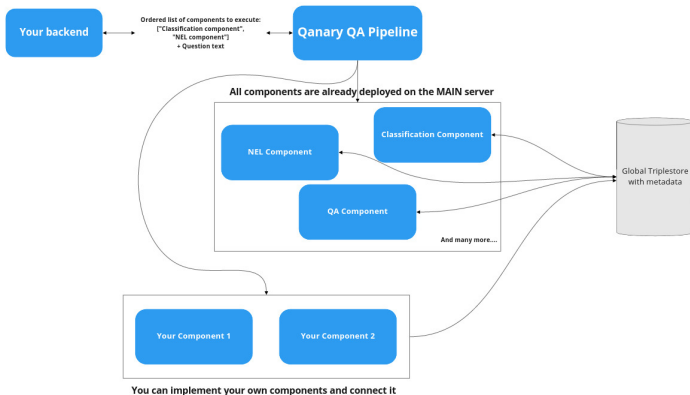 Your backend
Ordered list of components to execute:
["Classification component",
"NEL component"]
+ Question text
Qanary QA Pipeline
All components are already deployed on the MAIN server
Classification Component
NEL Component
QA Component
And many more....
Global Triplestore
with metadata
Your Component 1
Your Component 2
You can implement your own components and connect it